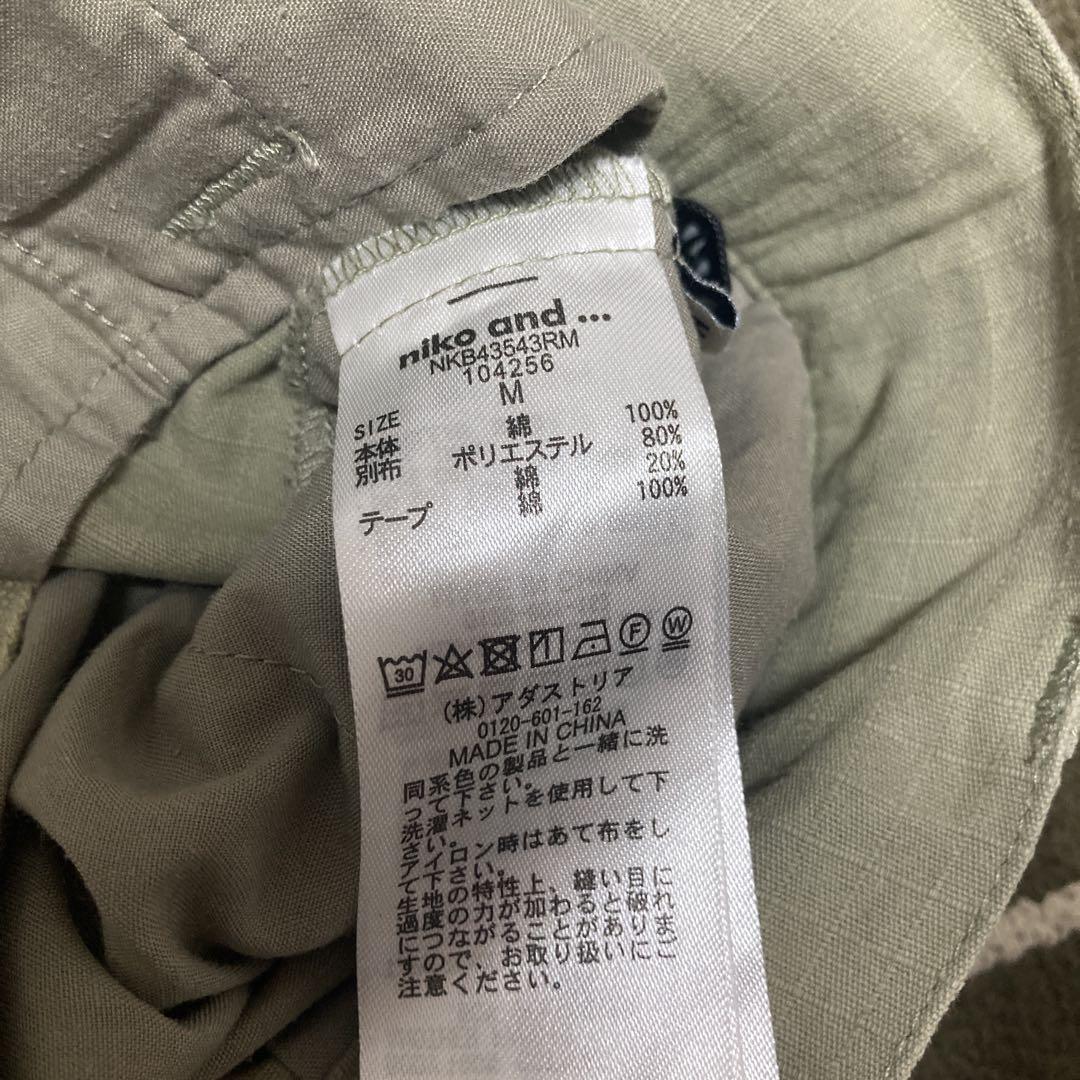 niko and ...
NKB43543RM
104256
SIZE M
本体 綿 100%
別布 ポリエステル 80%
綿 20%
テープ 綿 100%
30 F W
(株)アダストリア
0120-601-162
MADE IN CHINA
同系色の製品と一緒に洗
って下さい。
洗濯ネットを使用して下
さい。
アイロン時はあて布をし
て下さい。
生地の特性上、縫い目に
過度の力が加わると破れ
につながることがありま
すので、お取り扱いにご
注意ください。